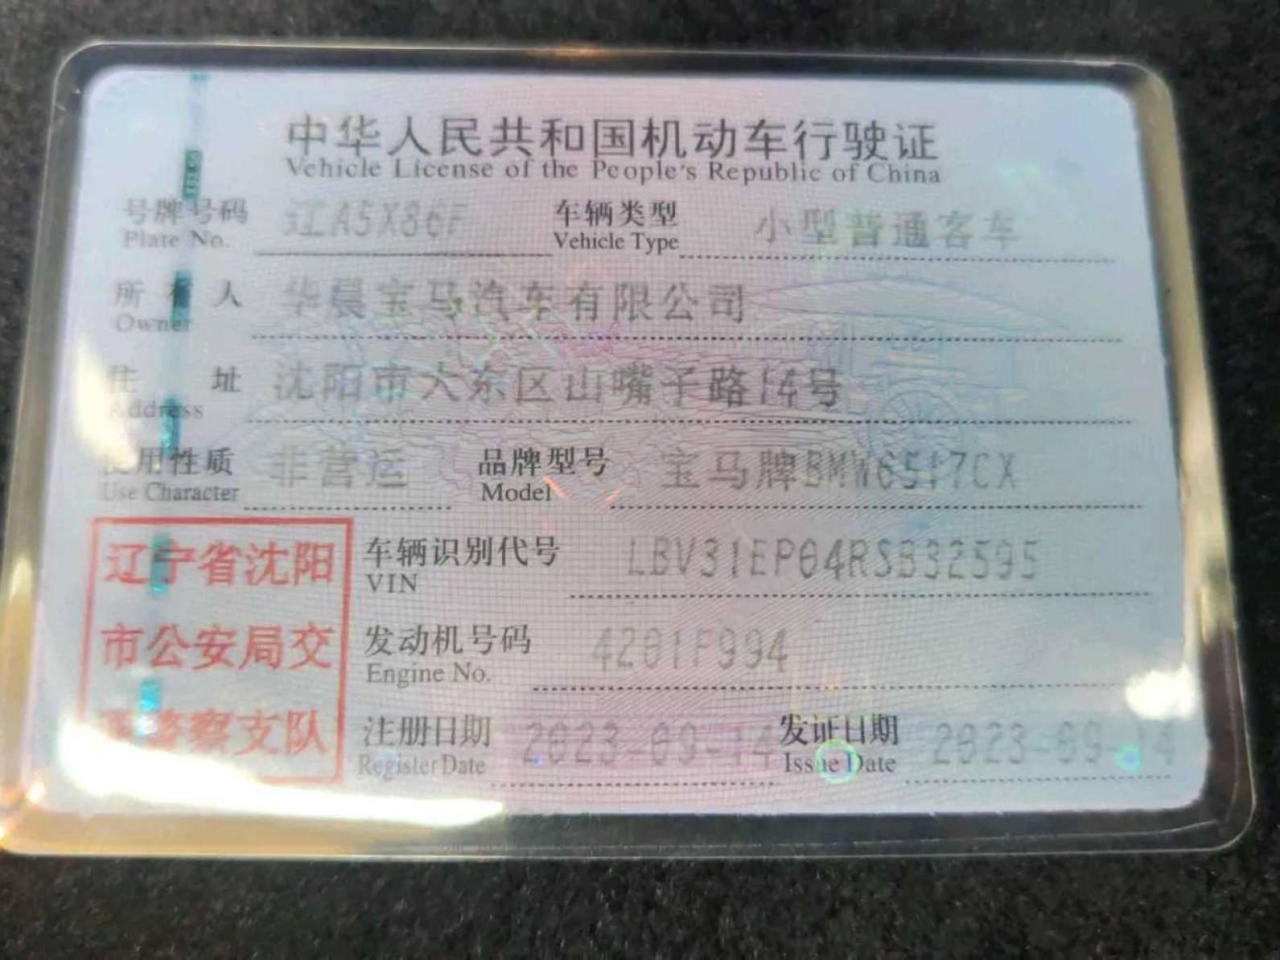 中华人民共和国机动车行驶证
Vehicle License of the People's Republic of China
号牌号码 辽A5X86F 车辆类型 小型普通客车
Plate No. Vehicle Type
所有人 华晨宝马汽车有限公司
Owner
住址 沈阳市大东区山嘴子路14号
Address
使用性质 非营运 品牌型号 宝马牌BMW6517CX
Use Character Model
辽宁省沈阳
市公安局交
警察支队
车辆识别代号 LBV31EP04RSB32595
VIN
发动机号码 4201F994
Engine No.
注册日期 2023-09-14 发证日期 2023-09-14
Register Date Issue Date